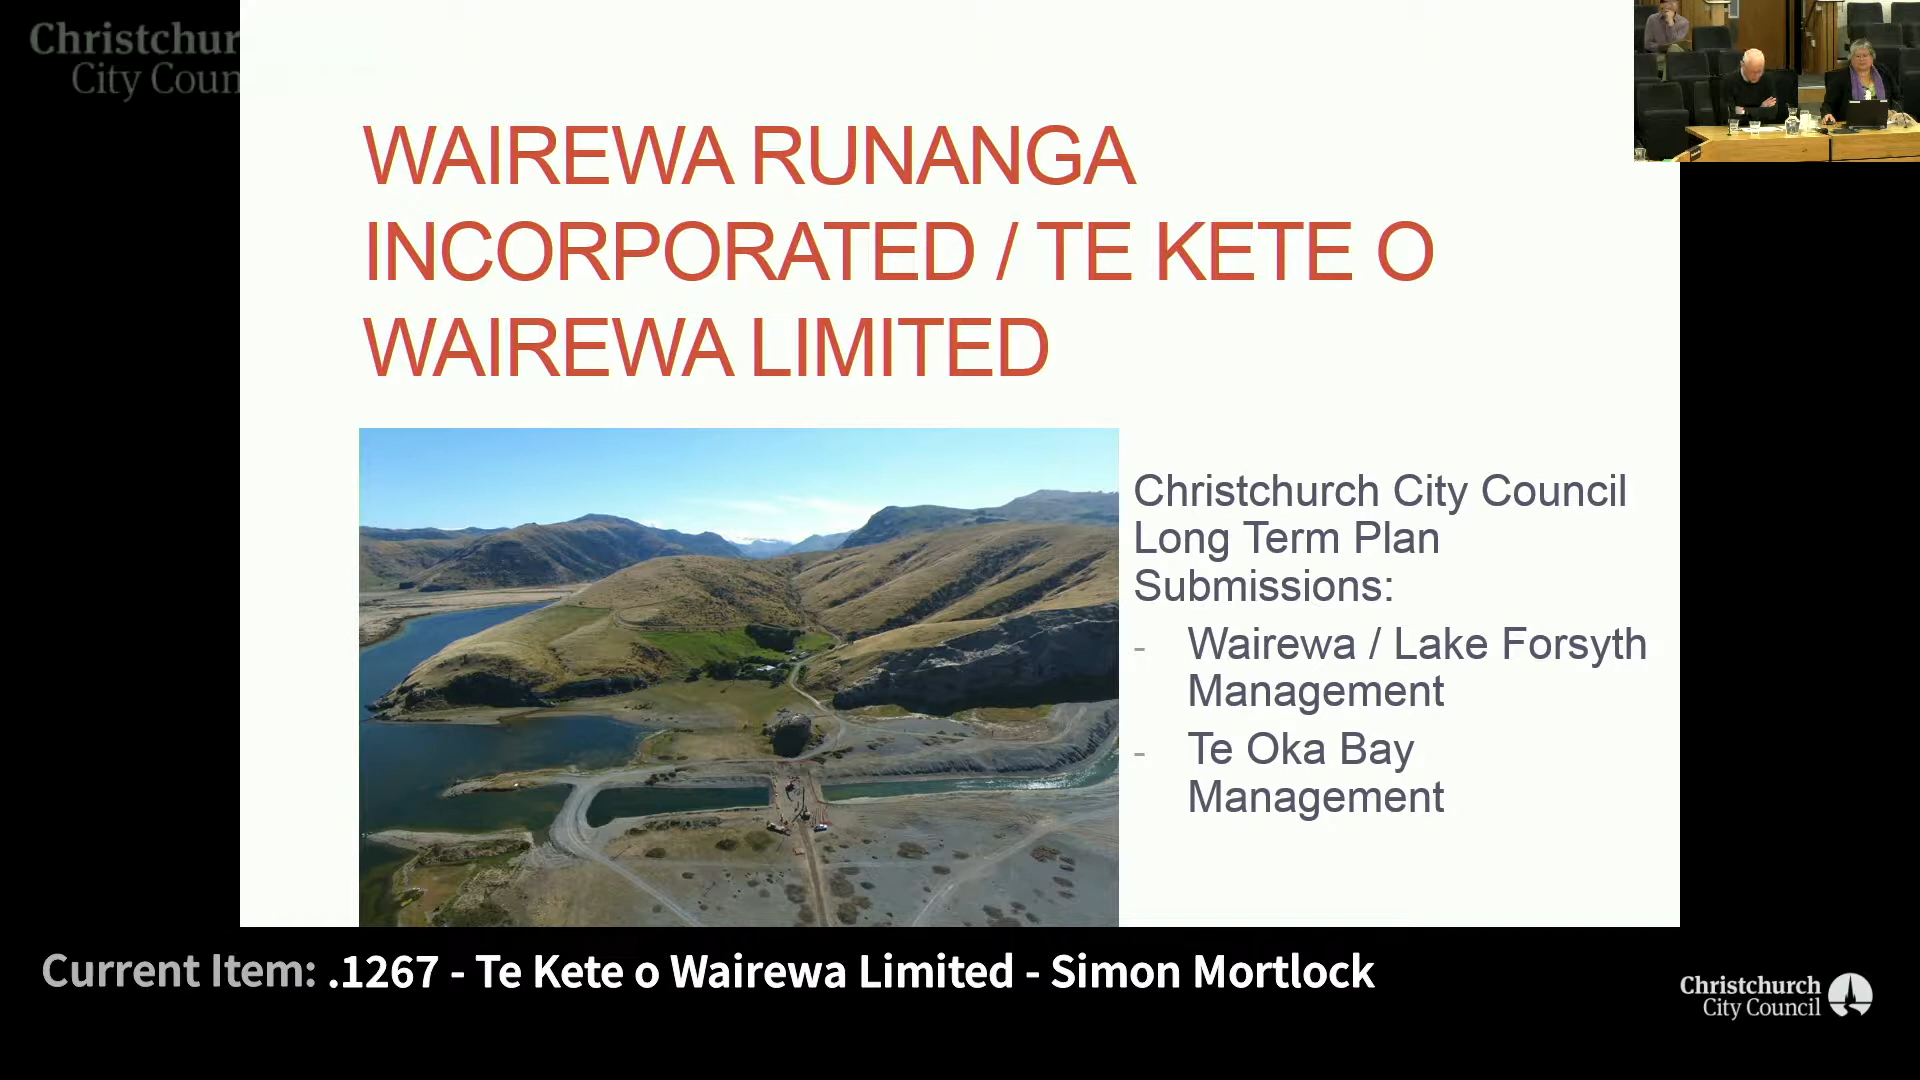 Christchur
City Coun
WAIREWA RUNANGA
INCORPORATED / TE KETE O
WAIREWA LIMITED
Christchurch City Council
Long Term Plan
Submissions:
- Wairewa / Lake Forsyth
Management
- Te Oka Bay
Management
Current Item: .1267 - Te Kete o Wairewa Limited - Simon Mortlock
Christchurch
City Council